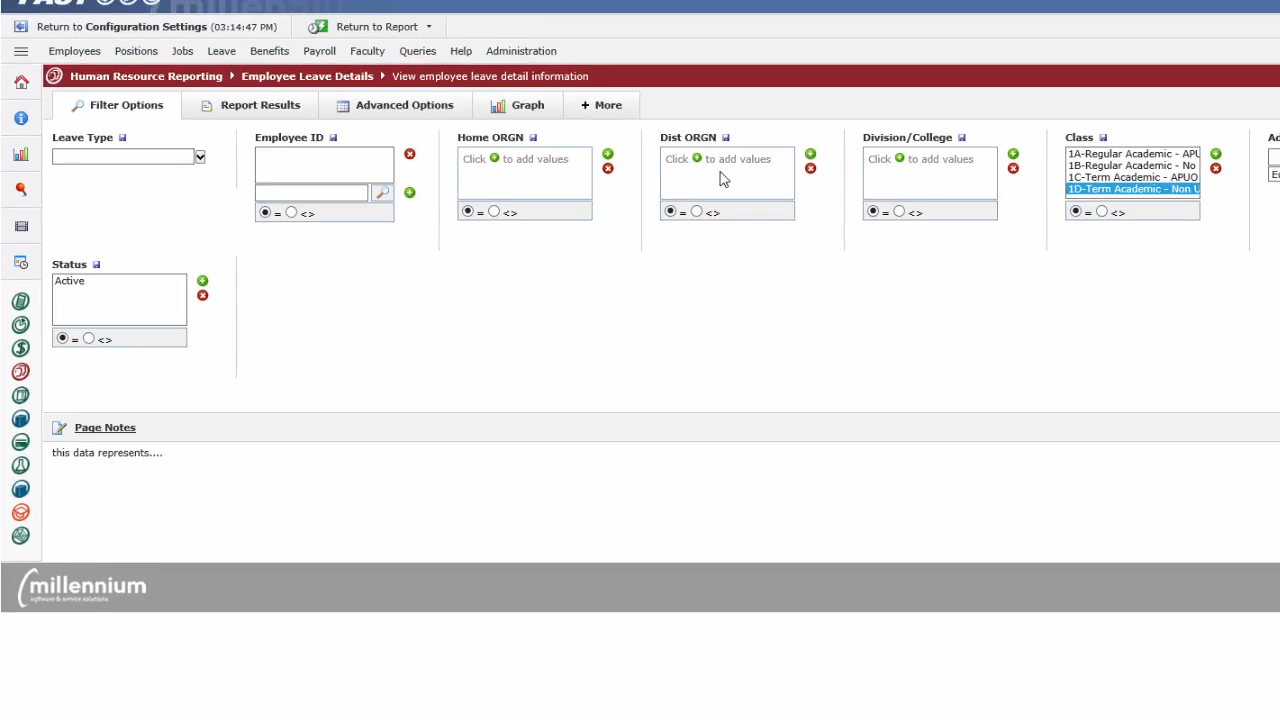 Return to Configuration Settings (03:14:47 PM) Return to Report
Employees Positions Jobs Leave Benefits Payroll Faculty Queries Help Administration
Human Resource Reporting Employee Leave Details View employee leave detail information
Filter Options Report Results Advanced Options Graph + More
Leave Type Employee ID Home ORGN Dist ORGN Division/College Class
Click to add values Click to add values Click to add values
1A-Regular Academic - APU
1B-Regular Academic - No
1C-Term Academic - APUO
1D-Term Academic - Non U
= <> = <> = <> = <> = <>
Status
Active
= <>
Page Notes
this data represents....
millennium
software & service solutions